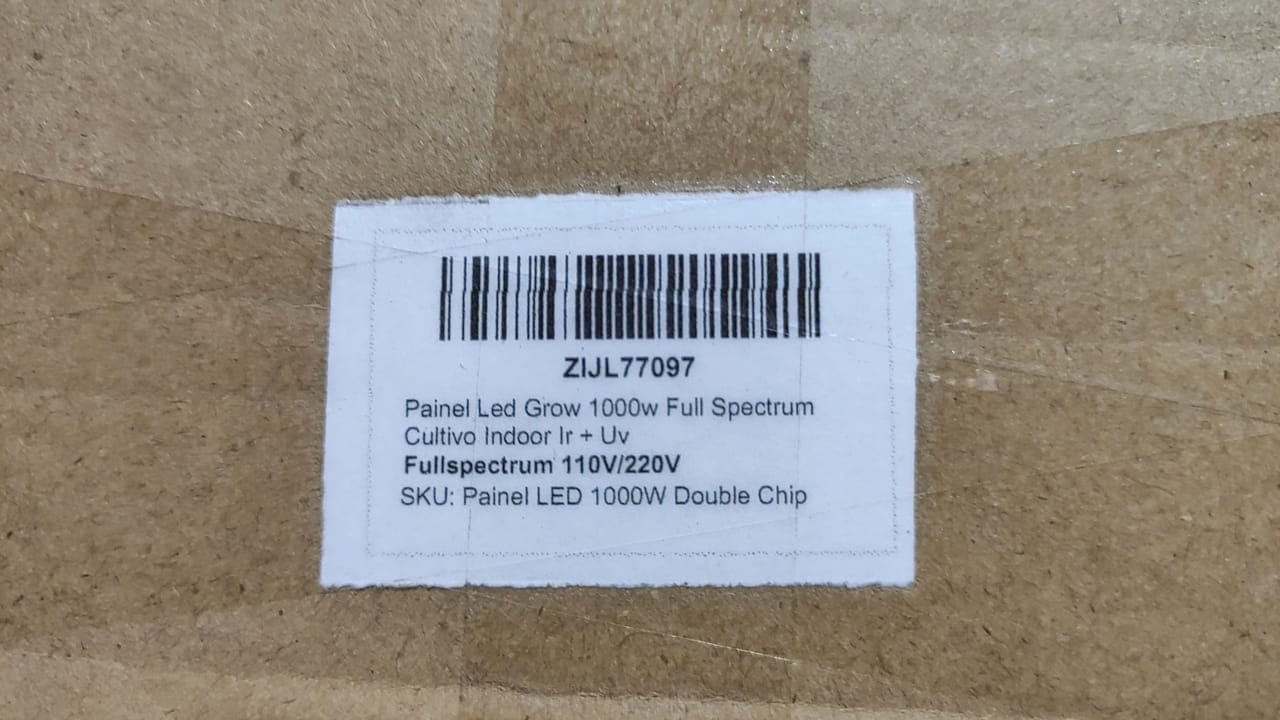 ZIJL77097
Painel Led Grow 1000w Full Spectrum
Cultivo Indoor Ir + Uv
Fullspectrum 110V/220V
SKU: Painel LED 1000W Double Chip